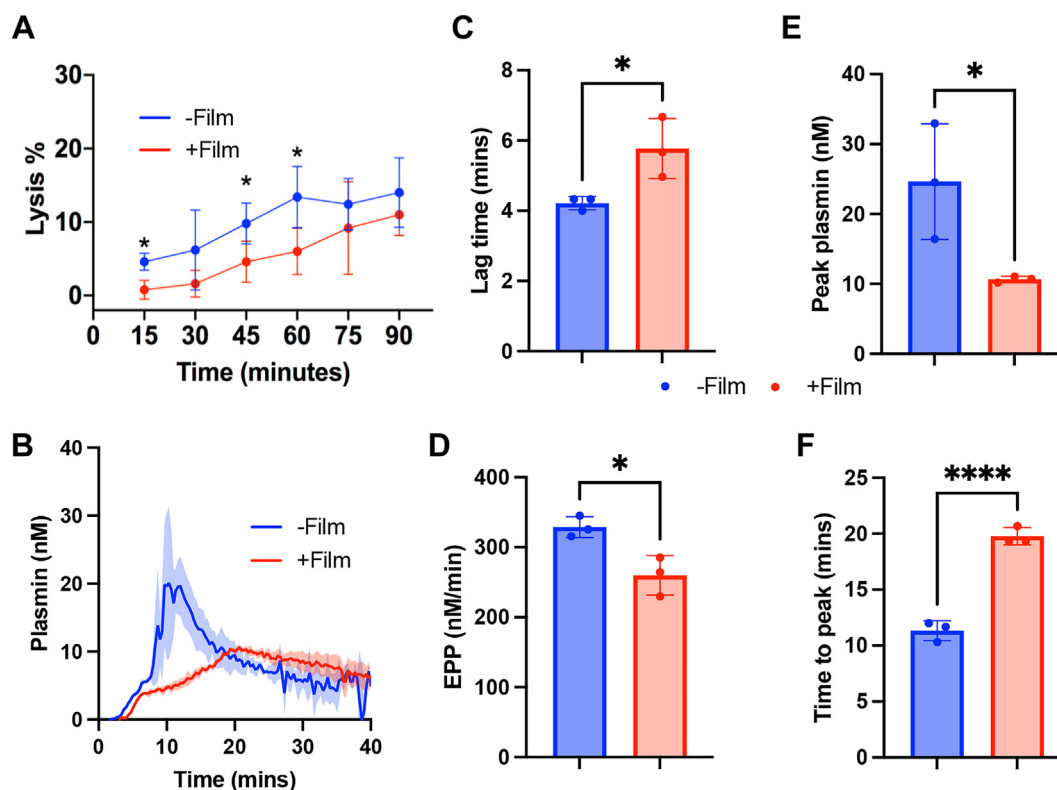 A
Lysis %
30
20
10
0
-Film
+Film
*
*
*
0 15 30 45 60 75 90
Time (minutes)
B
Plasmin (nM)
40
30
20
10
0
-Film
+Film
0 10 20 30 40
Time (mins)
C
Lag time (mins)
8
6
4
2
0
*
D
EPP (nM/min)
400
300
200
100
0
*
E
Peak plasmin (nM)
40
30
20
10
0
*
-Film +Film
F
Time to peak (mins)
25
20
15
10
5
0
****